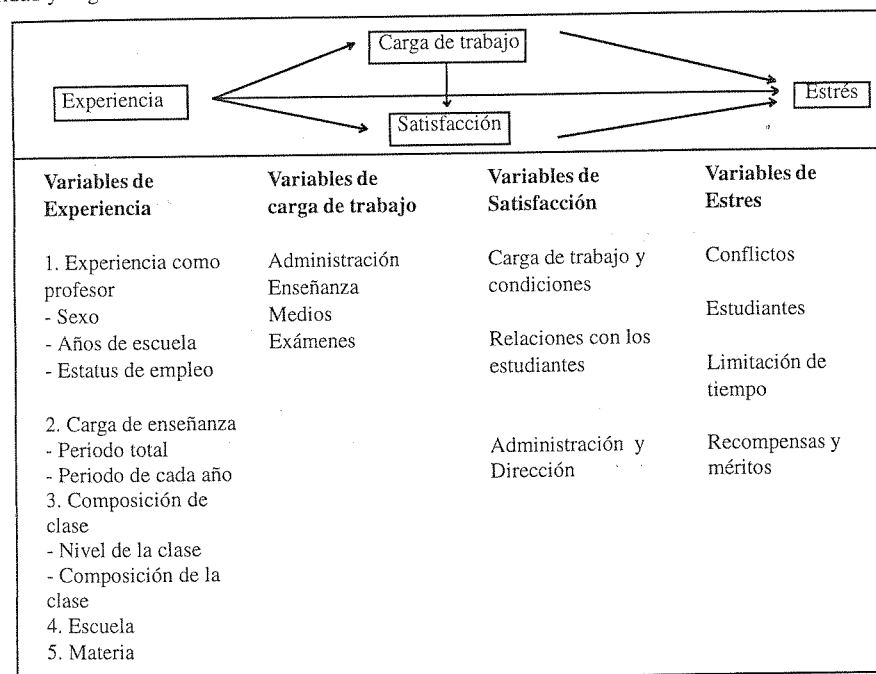 Carga de trabajo
Experiencia
Estrés
Satisfacción
Variables de
Experiencia
1. Experiencia como
profesor
- Sexo
- Años de escuela
- Estatus de empleo
2. Carga de enseñanza
- Periodo total
- Periodo de cada año
3. Composición de
clase
- Nivel de la clase
- Composición de la
clase
4. Escuela
5. Materia
Variables de
carga de trabajo
Administración
Enseñanza
Medios
Exámenes
Variables de
Satisfacción
Carga de trabajo y
condiciones
Relaciones con los
estudiantes
Administración y
Dirección
Variables de
Estres
Conflictos
Estudiantes
Limitación de
tiempo
Recompensas y
méritos